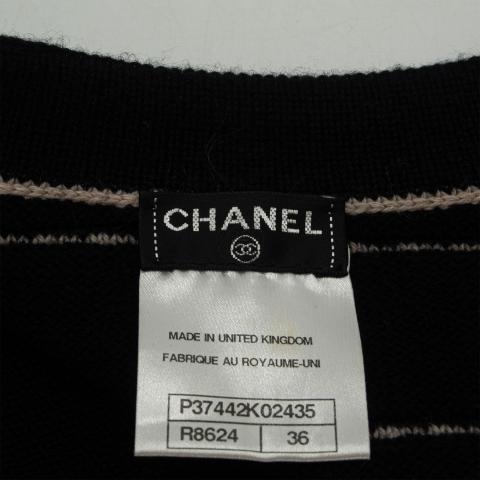 CHANEL
MADE IN UNITED KINGDOM
FABRIQUE AU ROYAUME-UNI
P37442K02435
R8624 36